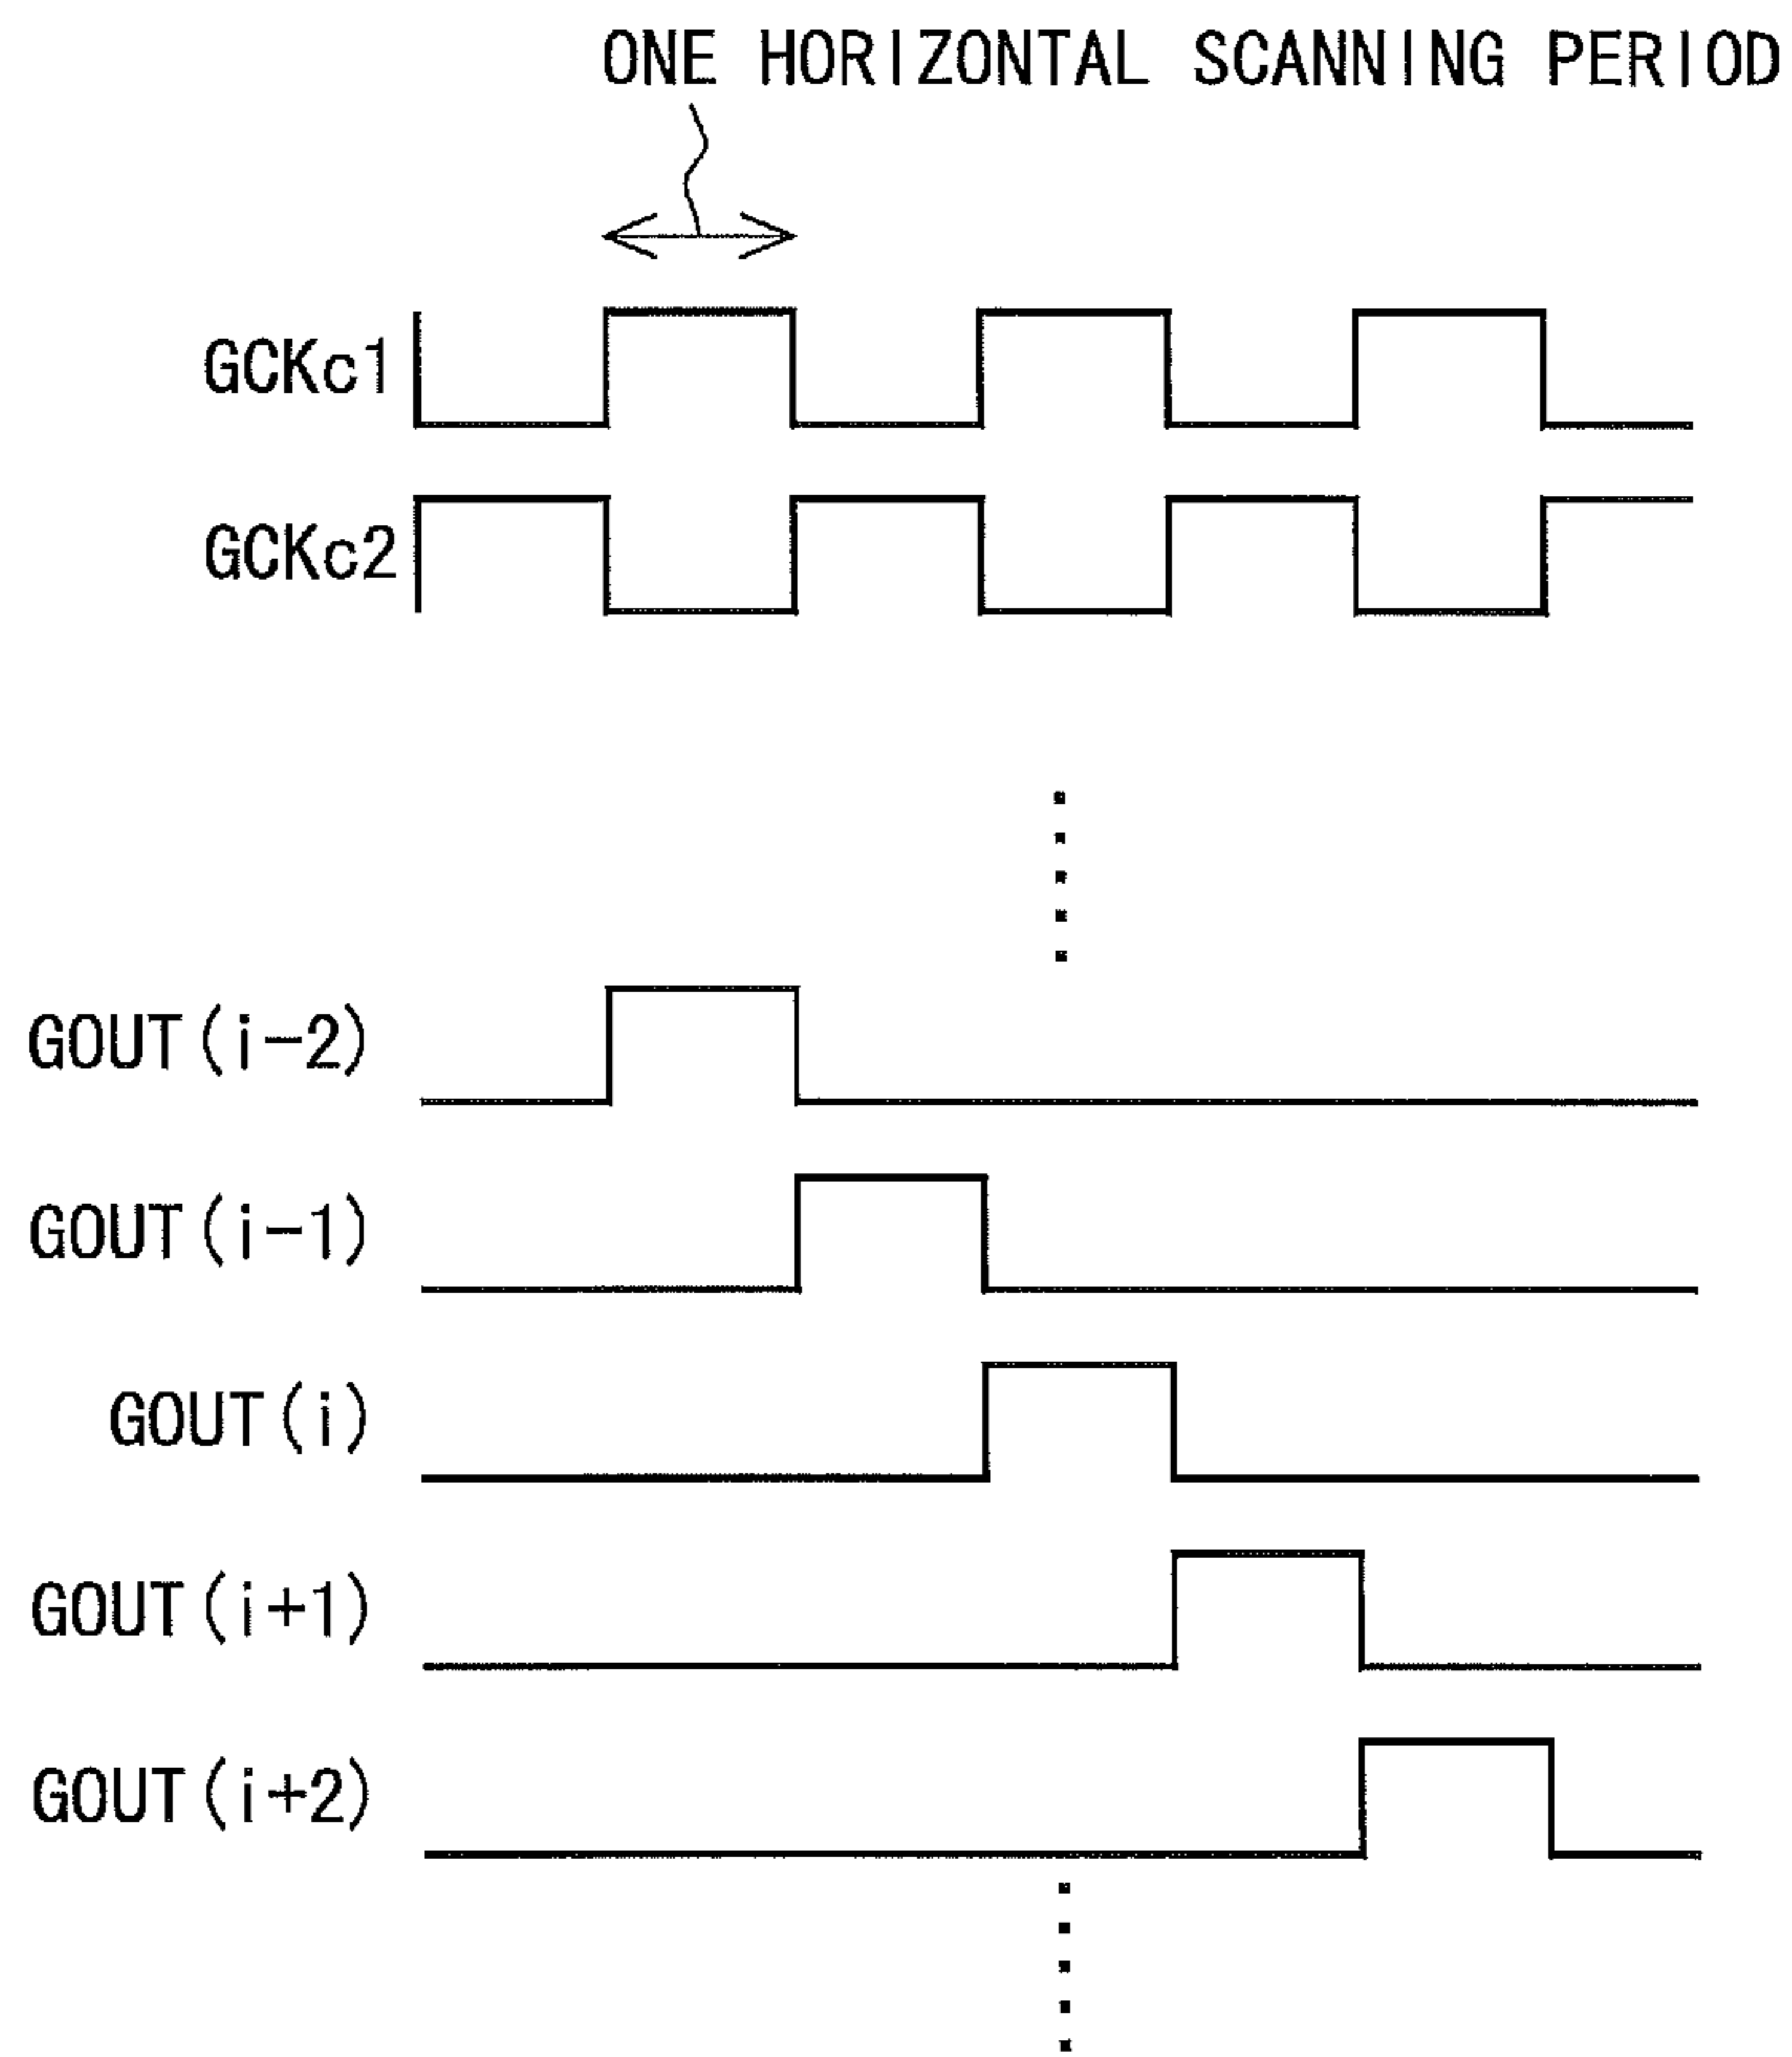 ONE HORIZONTAL SCANNING PERIOD
GCKc1
GCKc2
GOUT(i-2)
GOUT(i-1)
GOUT(i)
GOUT(i+1)
GOUT(i+2)